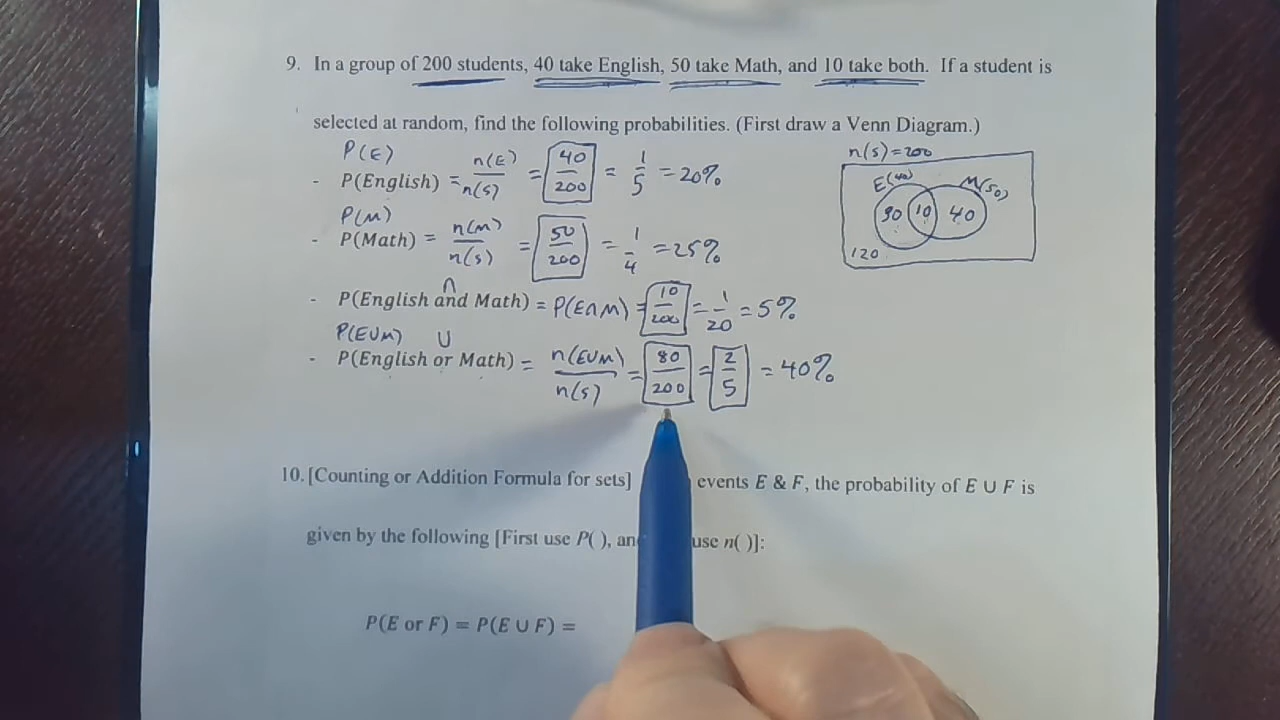 9. In a group of 200 students, 40 take English, 50 take Math, and 10 take both. If a student is
selected at random, find the following probabilities. (First draw a Venn Diagram.)
n(S)=200
E(40) M(50)
30 10 40
120
P(E)
- P(English) = n(E)/n(S) = 40/200 = 1/5 = 20%
P(M)
- P(Math) = n(M)/n(S) = 50/200 = 1/4 = 25%
∩
- P(English and Math) = P(E∩M) = 10/200 = 1/20 = 5%
P(E∪M) ∪
- P(English or Math) = n(E∪M)/n(S) = 80/200 = 2/5 = 40%
10. [Counting or Addition Formula for sets] events E & F, the probability of E ∪ F is
given by the following [First use P( ), use n( )]:
P(E or F) = P(E ∪ F) =